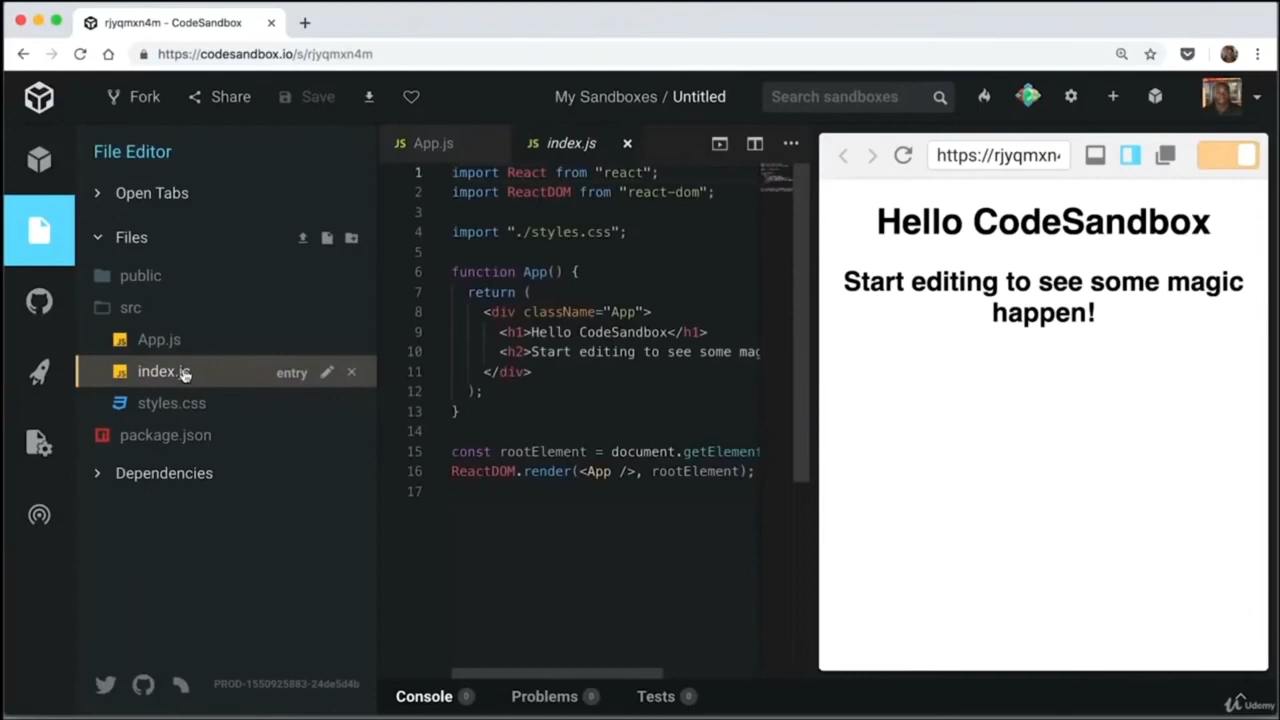 rjyqmxn4m – CodeSandbox
https://codesandbox.io/s/rjyqmxn4m
Fork
Share
Save
My Sandboxes / Untitled
Search sandboxes
File Editor
Open Tabs
Files
public
src
App.js
index.js
entry
styles.css
package.json
Dependencies
PROD-1550925883-24de5d4b
App.js
index.js
1 import React from "react";
2 import ReactDOM from "react-dom";
3
4 import "./styles.css";
5
6 function App() {
7 return (
8 <div className="App">
9 <h1>Hello CodeSandbox</h1>
10 <h2>Start editing to see some mag
11 </div>
12 );
13 }
14
15 const rootElement = document.getElement
16 ReactDOM.render(<App />, rootElement);
17
https://rjyqmxn
Hello CodeSandbox
Start editing to see some magic
happen!
Console 0
Problems 0
Tests 0
Udemy